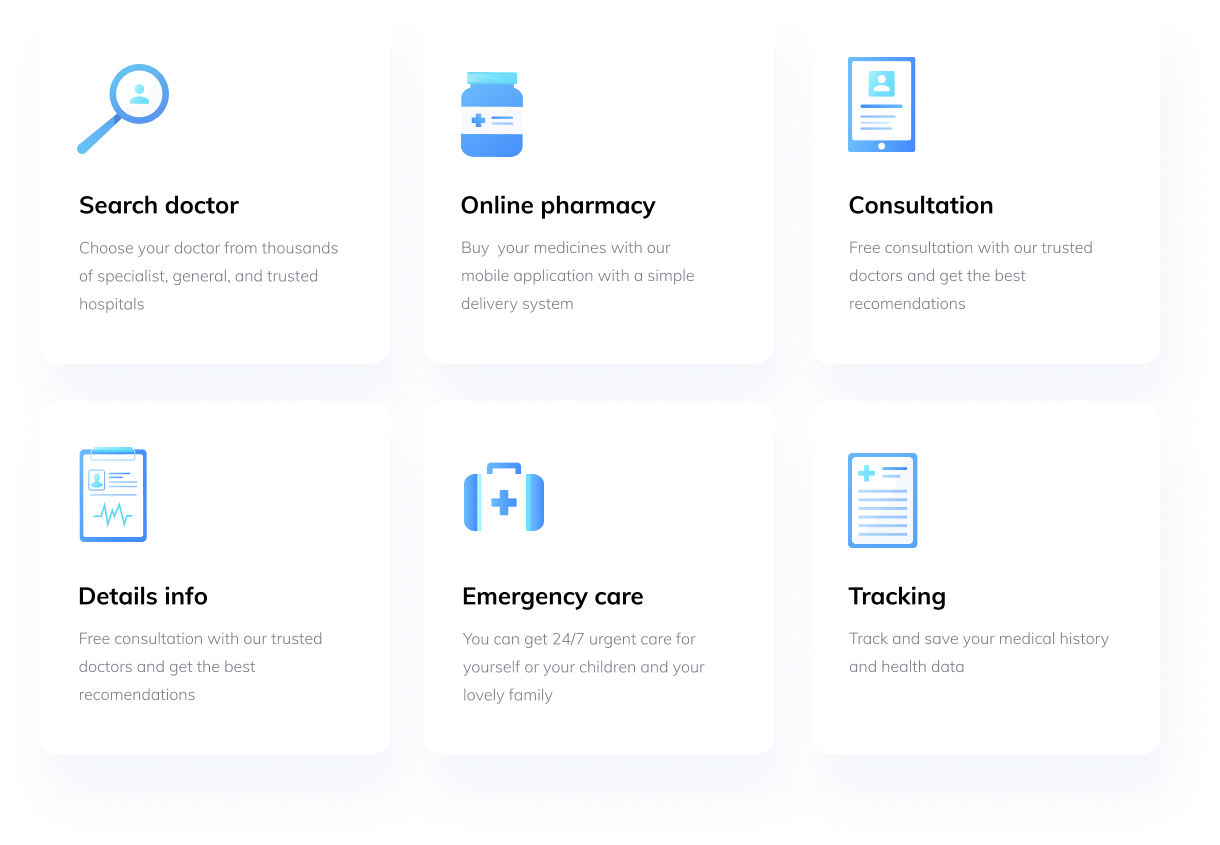 Search doctor
Choose your doctor from thousands
of specialist, general, and trusted
hospitals
Online pharmacy
Buy  your medicines with our
mobile application with a simple
delivery system
Consultation
Free consultation with our trusted
doctors and get the best
recomendations
Details info
Free consultation with our trusted
doctors and get the best
recomendations
Emergency care
You can get 24/7 urgent care for
yourself or your children and your
lovely family
Tracking
Track and save your medical history
and health data